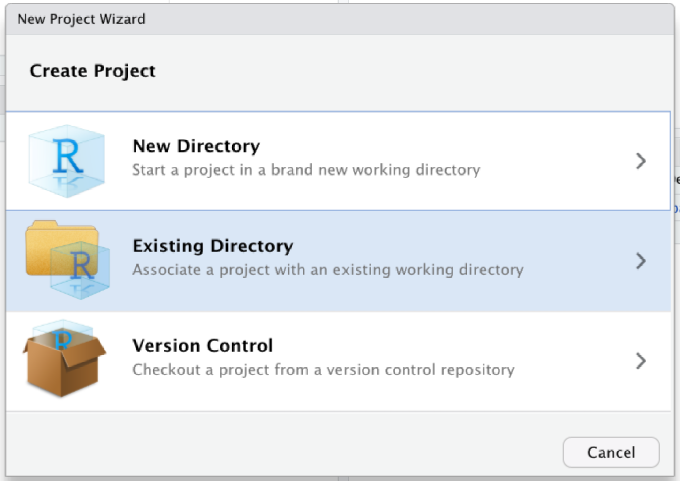 New Project Wizard
Create Project
New Directory
Start a project in a brand new working directory
Existing Directory
Associate a project with an existing working directory
Version Control
Checkout a project from a version control repository
Cancel